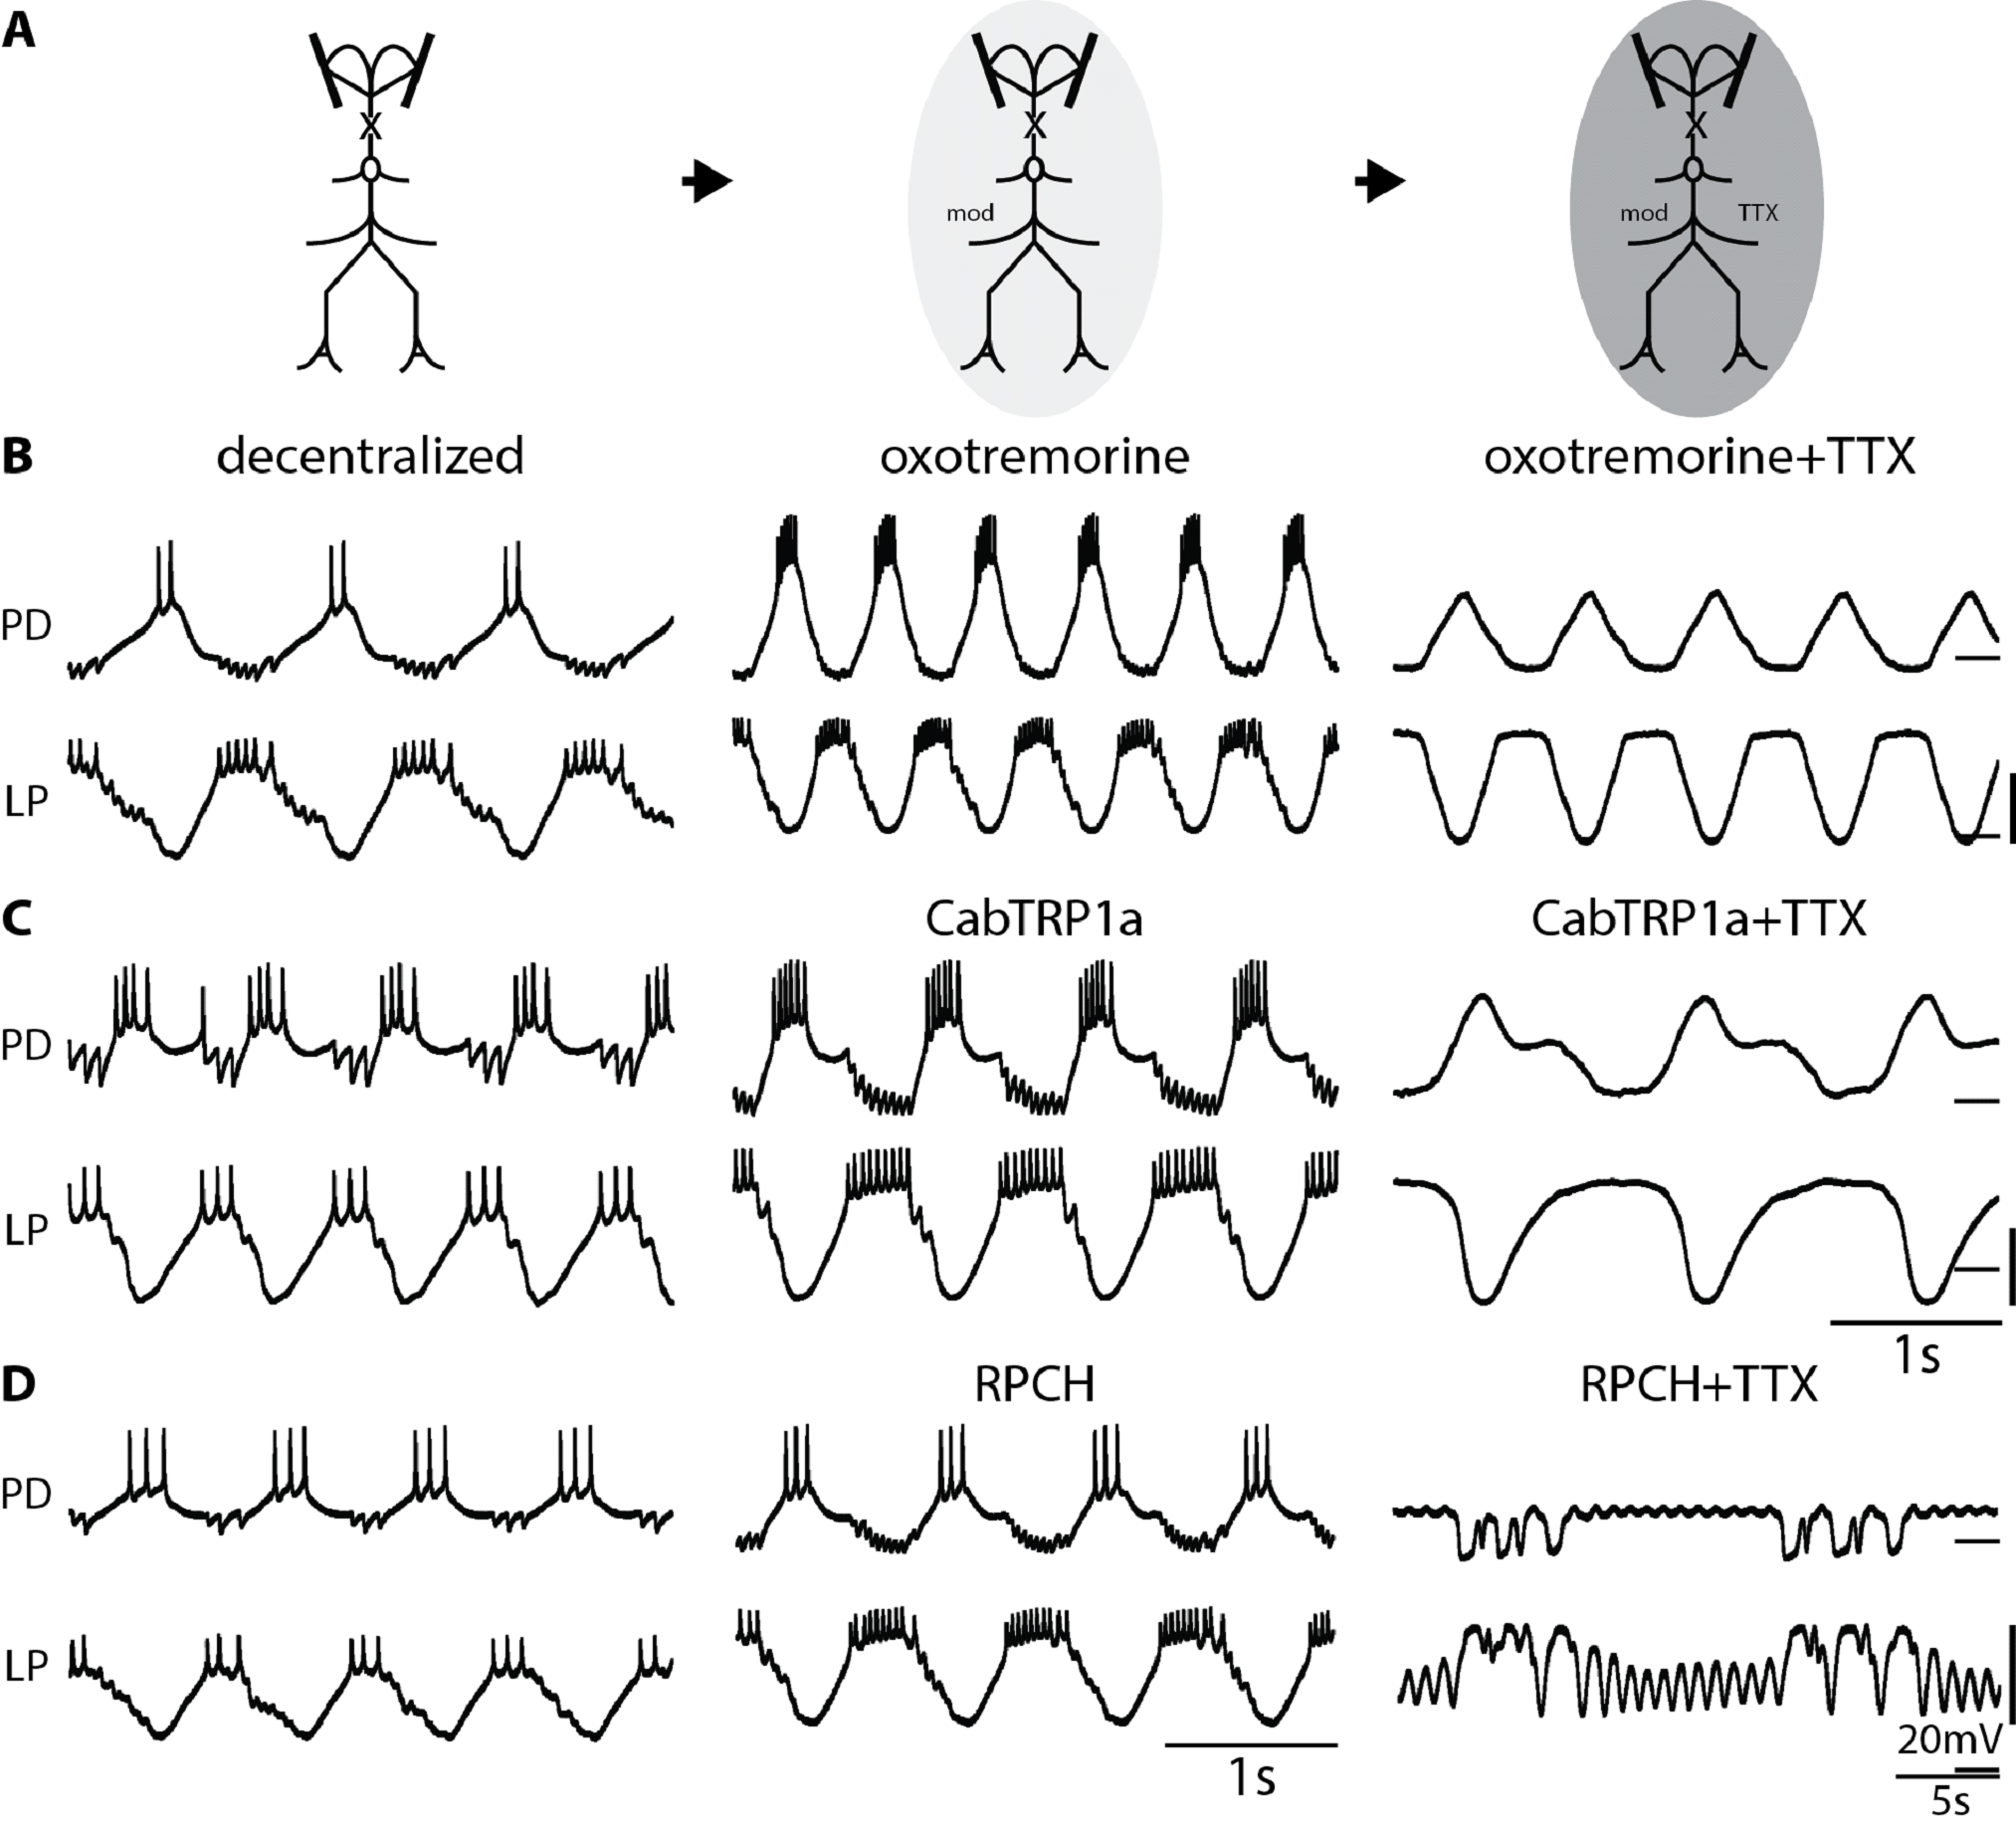 A
X
X
X
mod
mod
TTX
B
decentralized
oxotremorine
oxotremorine+TTX
PD
LP
C
CabTRP1a
CabTRP1a+TTX
PD
LP
1s
D
RPCH
RPCH+TTX
PD
LP
1s
20mV
5s